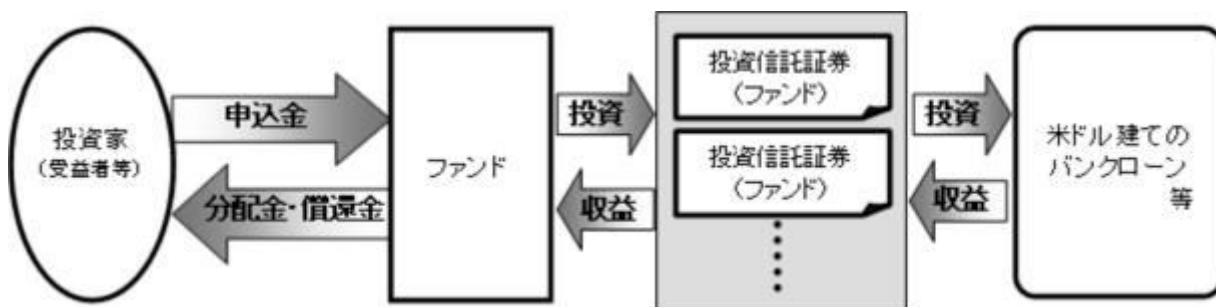 投資家
(受益者等)
申込金
分配金・償還金
ファンド
投資
収益
投資信託証券
(ファンド)
投資信託証券
(ファンド)
投資
収益
米ドル建ての
バンクローン
等